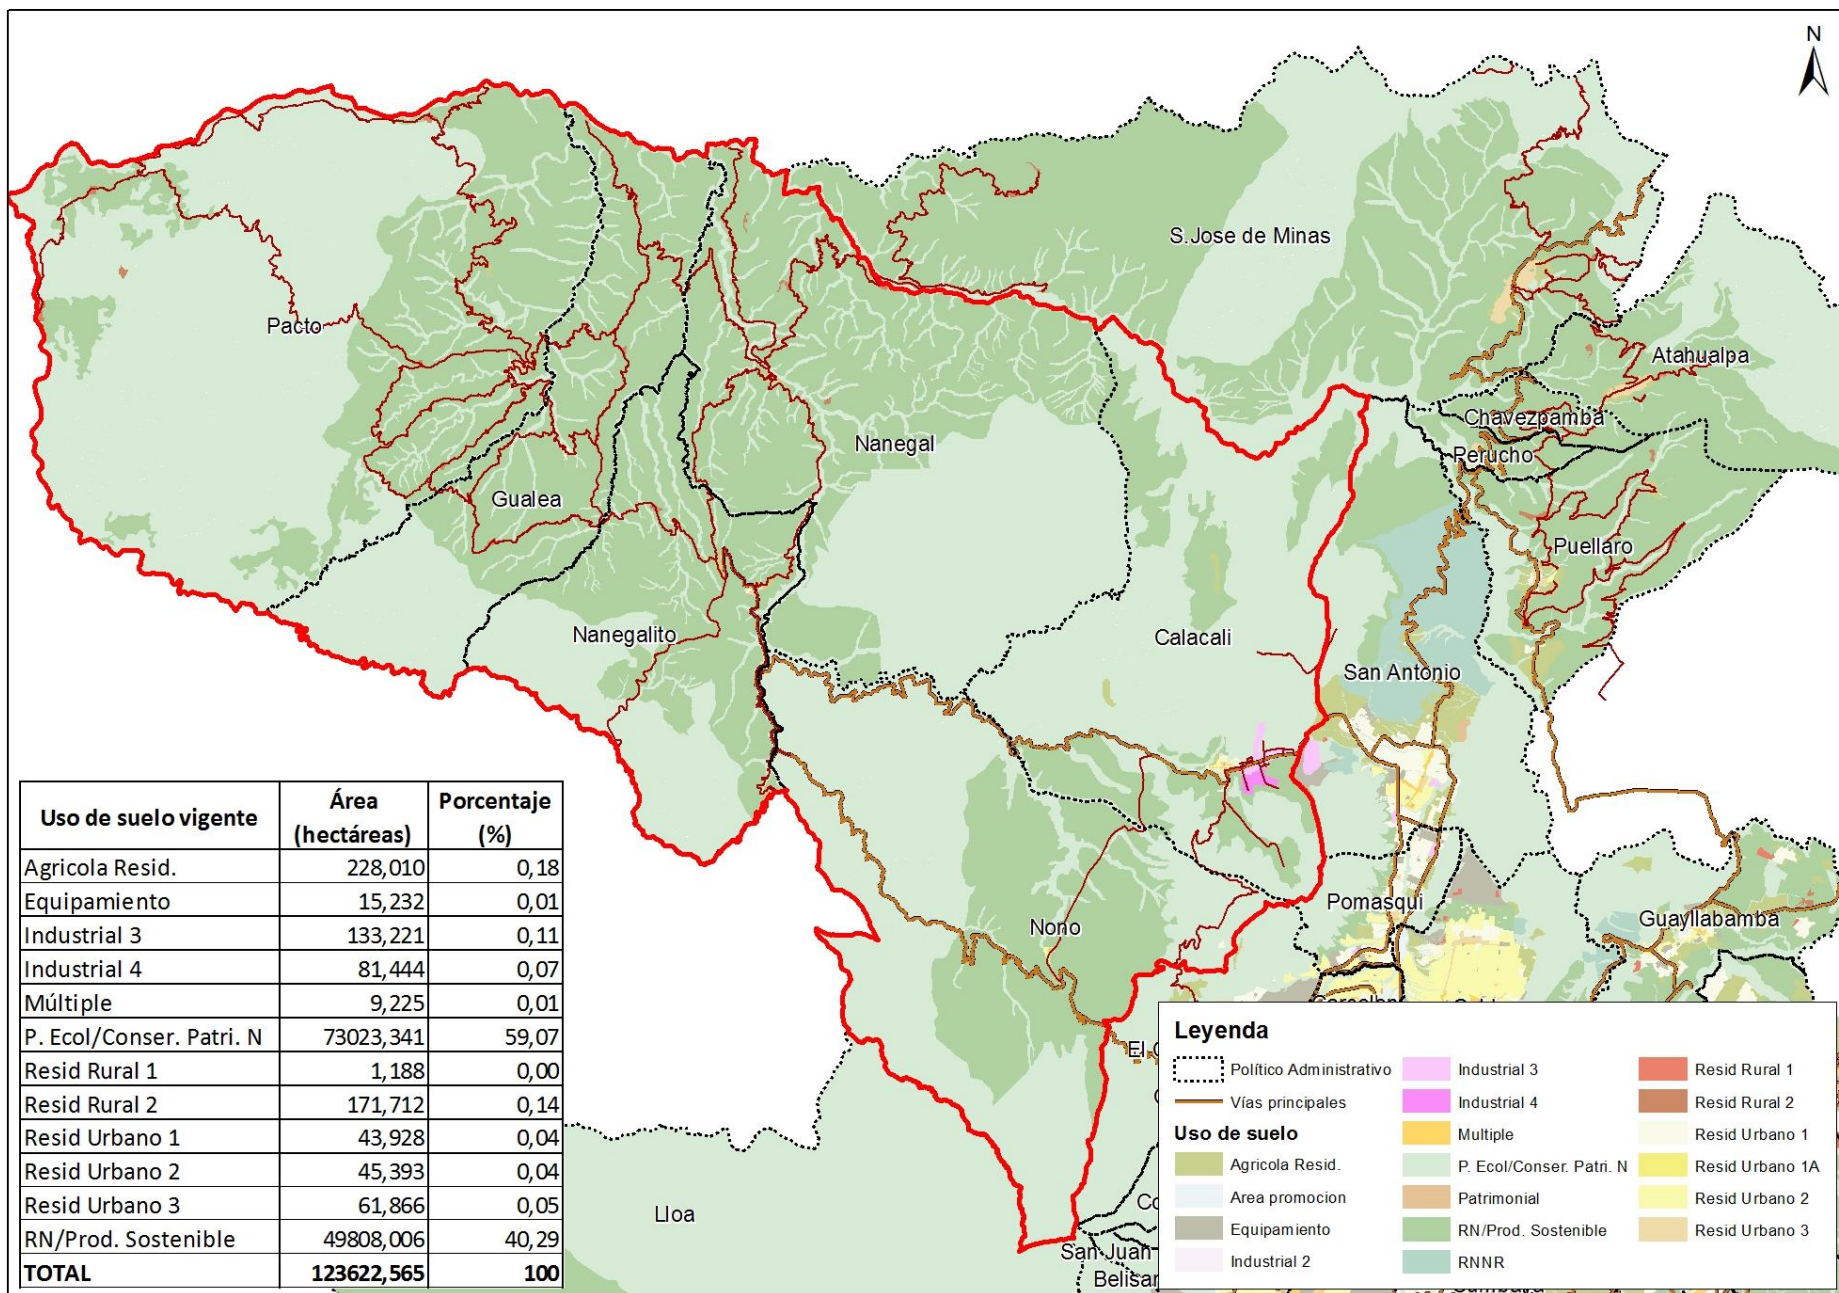 N
S.Jose de Minas
Pacto
Atahualpa
Chavezpamba
Nanegal
Perucho
Gualea
Puellaro
Nanegalito
Calacali
San Antonio
Pomasqui
Guayllabamba
Nono
Lloa
San Juan
Uso de suelo vigente Área (hectáreas) Porcentaje (%)
Agricola Resid. 228,010 0,18
Equipamiento 15,232 0,01
Industrial 3 133,221 0,11
Industrial 4 81,444 0,07
Múltiple 9,225 0,01
P. Ecol/Conser. Patri. N 73023,341 59,07
Resid Rural 1 1,188 0,00
Resid Rural 2 171,712 0,14
Resid Urbano 1 43,928 0,04
Resid Urbano 2 45,393 0,04
Resid Urbano 3 61,866 0,05
RN/Prod. Sostenible 49808,006 40,29
TOTAL 123622,565 100
Leyenda
Político Administrativo
Vías principales
Uso de suelo
Agricola Resid.
Area promocion
Equipamiento
Industrial 2
Industrial 3
Industrial 4
Multiple
P. Ecol/Conser. Patri. N
Patrimonial
RN/Prod. Sostenible
RNNR
Resid Rural 1
Resid Rural 2
Resid Urbano 1
Resid Urbano 1A
Resid Urbano 2
Resid Urbano 3